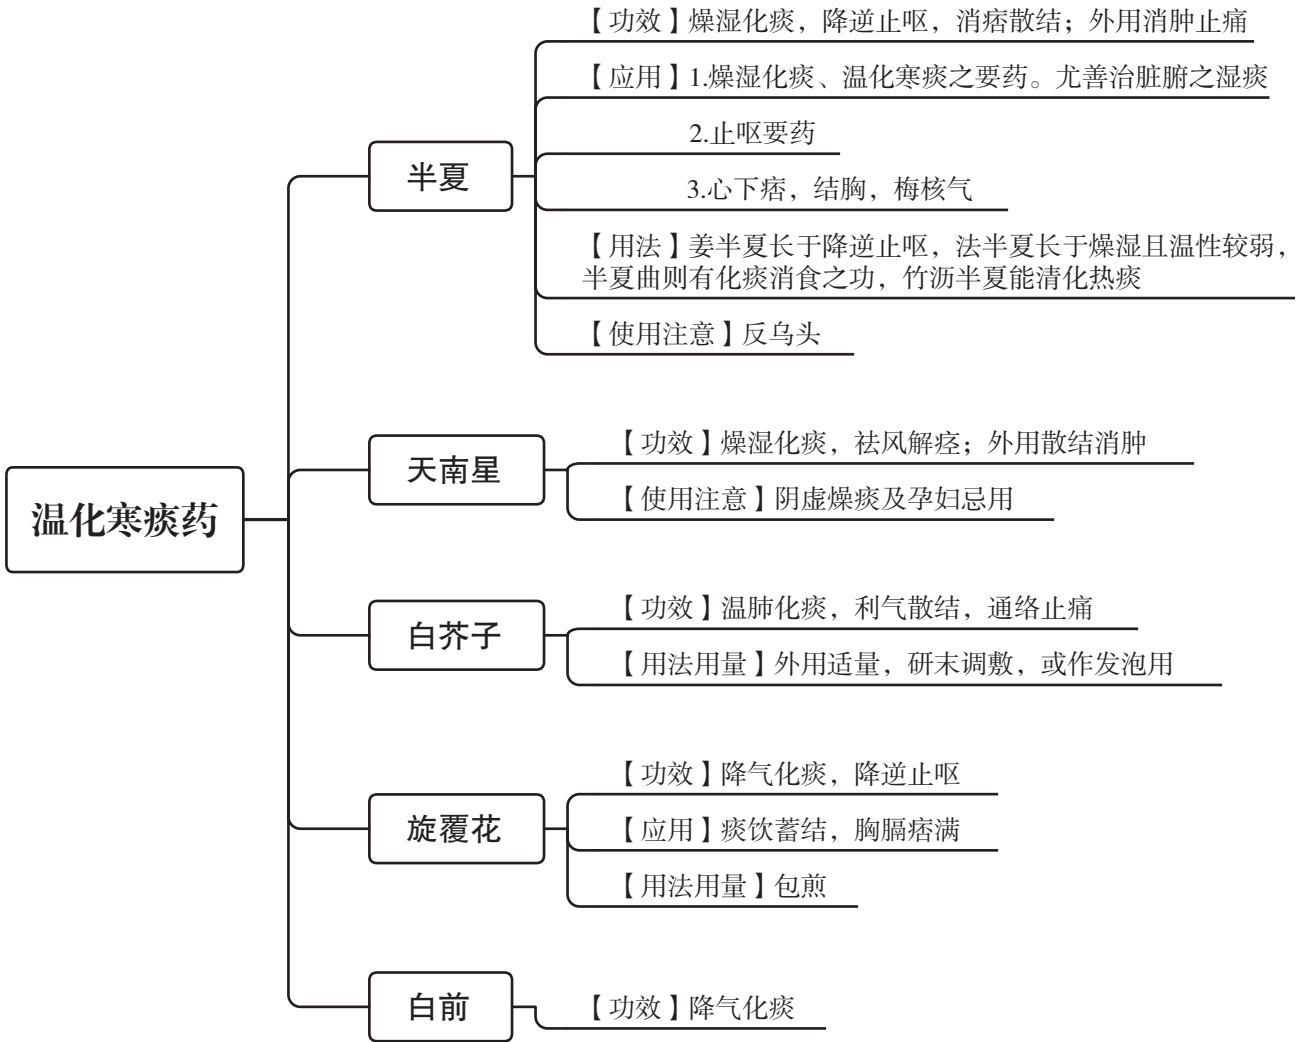 温化寒痰药
半夏
【功效】燥湿化痰，降逆止呕，消痞散结；外用消肿止痛
【应用】1.燥湿化痰、温化寒痰之要药。尤善治脏腑之湿痰
2.止呕要药
3.心下痞，结胸，梅核气
【用法】姜半夏长于降逆止呕，法半夏长于燥湿且温性较弱，
半夏曲则有化痰消食之功，竹沥半夏能清化热痰
【使用注意】反乌头
天南星
【功效】燥湿化痰，祛风解痉；外用散结消肿
【使用注意】阴虚燥痰及孕妇忌用
白芥子
【功效】温肺化痰，利气散结，通络止痛
【用法用量】外用适量，研末调敷，或作发泡用
旋覆花
【功效】降气化痰，降逆止呕
【应用】痰饮蓄结，胸膈痞满
【用法用量】包煎
白前
【功效】降气化痰